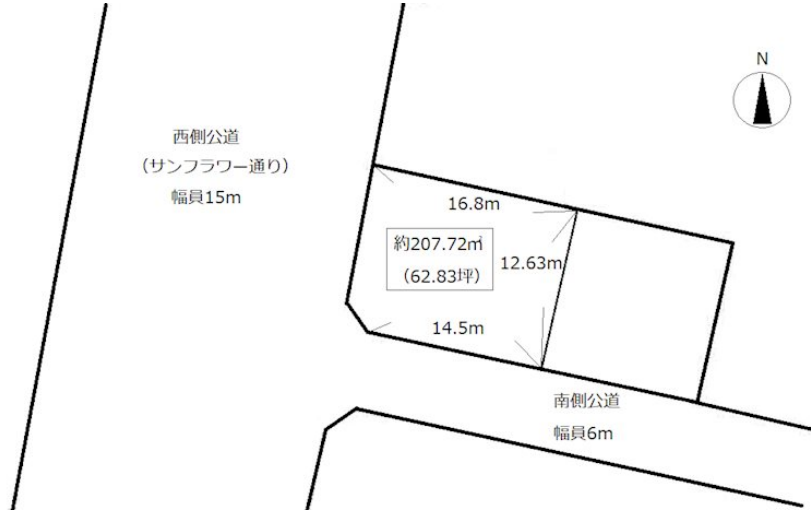 N
西側公道
（サンフラワー通り）
幅員15m
16.8m
約207.72㎡
（62.83坪）
12.63m
14.5m
南側公道
幅員6m